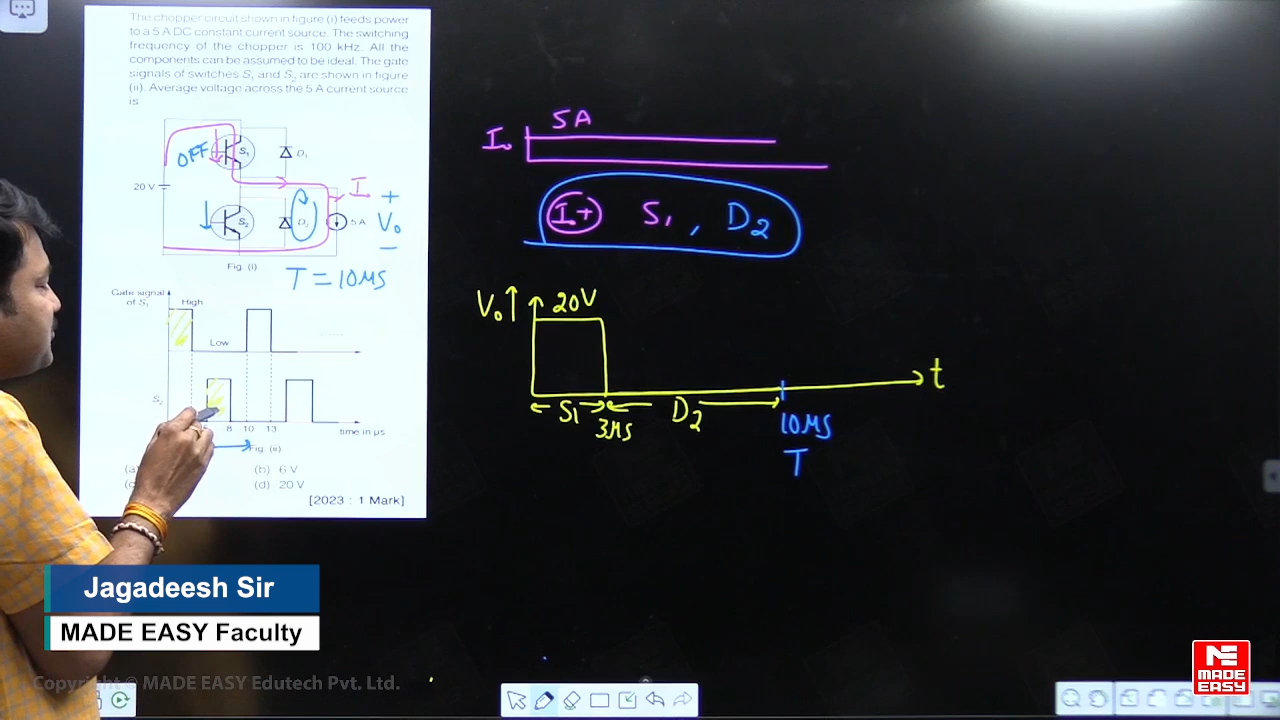 The chopper circuit shown in figure (i) feeds power
to a 5 A DC constant current source. The switching
frequency of the chopper is 100 kHz. All the
components can be assumed to be ideal. The gate
signals of switches S₁ and S₂ are shown in figure
(ii). Average voltage across the 5 A current source
is
OFF
S₁
D₁
20 V
S₂
D₂
5 A
I
+
V₀
−
Fig. (i)
T = 10μs
Gate signal
of S₁
High
Low
S₂
8 10 13
time in μs
Fig. (ii)
(b) 6 V
(d) 20 V
[2023 : 1 Mark]
I₀
5A
I₀+ S₁ , D₂
V₀↑
20V
t
S₁
D₂
3μs
10μs
T
Jagadeesh Sir
MADE EASY Faculty
Copyright © MADE EASY Edutech Pvt. Ltd.
ME
MADE
EASY